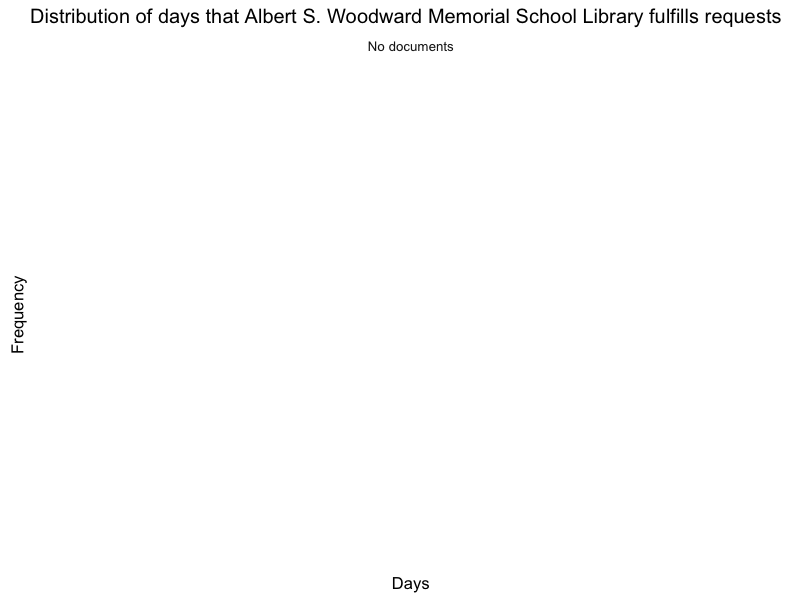 Distribution of days that Albert S. Woodward Memorial School Library fulfills requests
No documents
Frequency
Days